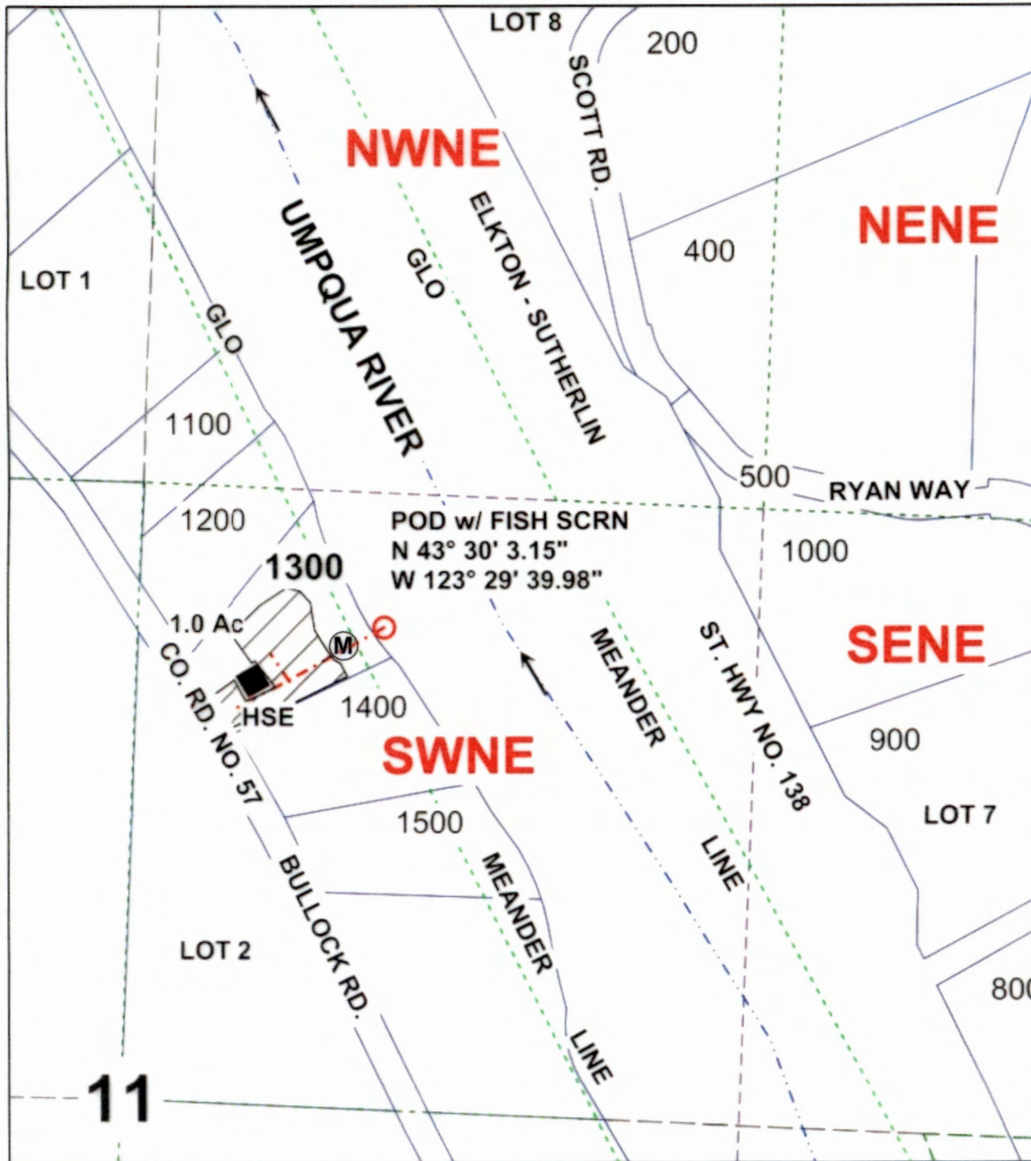 LOT 8
200
SCOTT RD.
NWNE
NENE
ELKTON - SUTHERLIN
UMPQUA RIVER
GLO
400
LOT 1
GLO
1100
500
RYAN WAY
1200
POD w/ FISH SCRN
N 43° 30' 3.15"
W 123° 29' 39.98"
1000
1300
1.0 Ac
M
HSE
CO. RD. NO. 57
1400
SWNE
MEANDER
ST. HWY NO. 138
SENE
900
1500
LOT 7
LINE
MEANDER
BULLOCK RD.
LOT 2
800
LINE
11